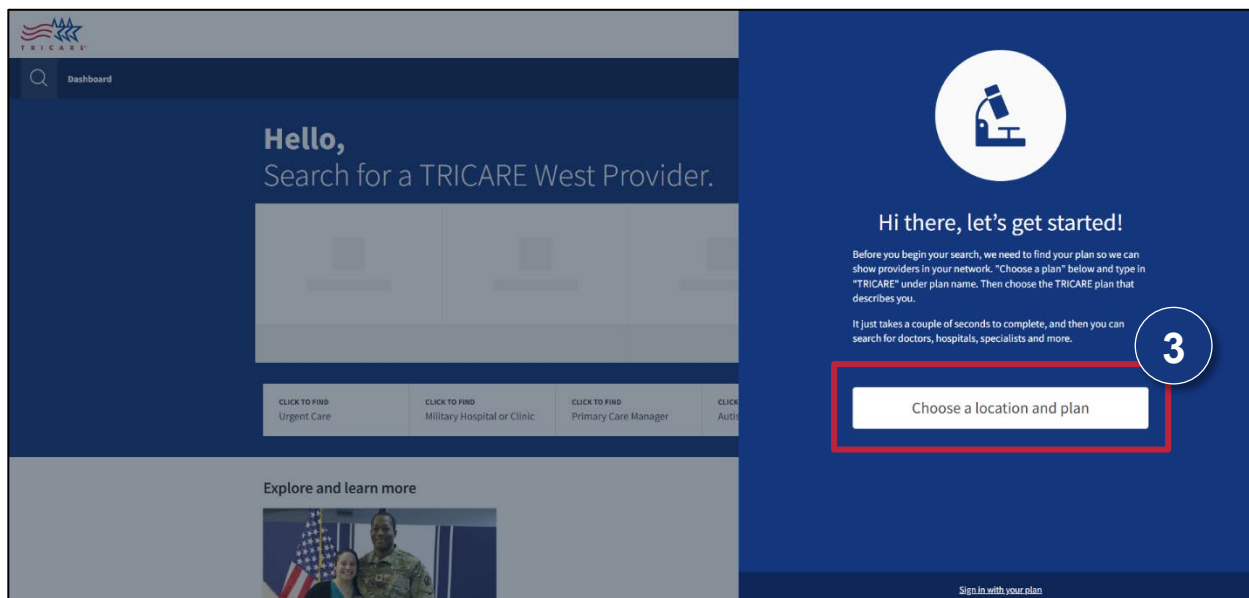 TRICARE
Dashboard
Hello,
Search for a TRICARE West Provider.
CLICK TO FIND
Urgent Care
CLICK TO FIND
Military Hospital or Clinic
CLICK TO FIND
Primary Care Manager
CLICK
Autis
Explore and learn more
Hi there, let's get started!
Before you begin your search, we need to find your plan so we can
show providers in your network. "Choose a plan" below and type in
"TRICARE" under plan name. Then choose the TRICARE plan that
describes you.
It just takes a couple of seconds to complete, and then you can
search for doctors, hospitals, specialists and more.
3
Choose a location and plan
Sign in with your plan